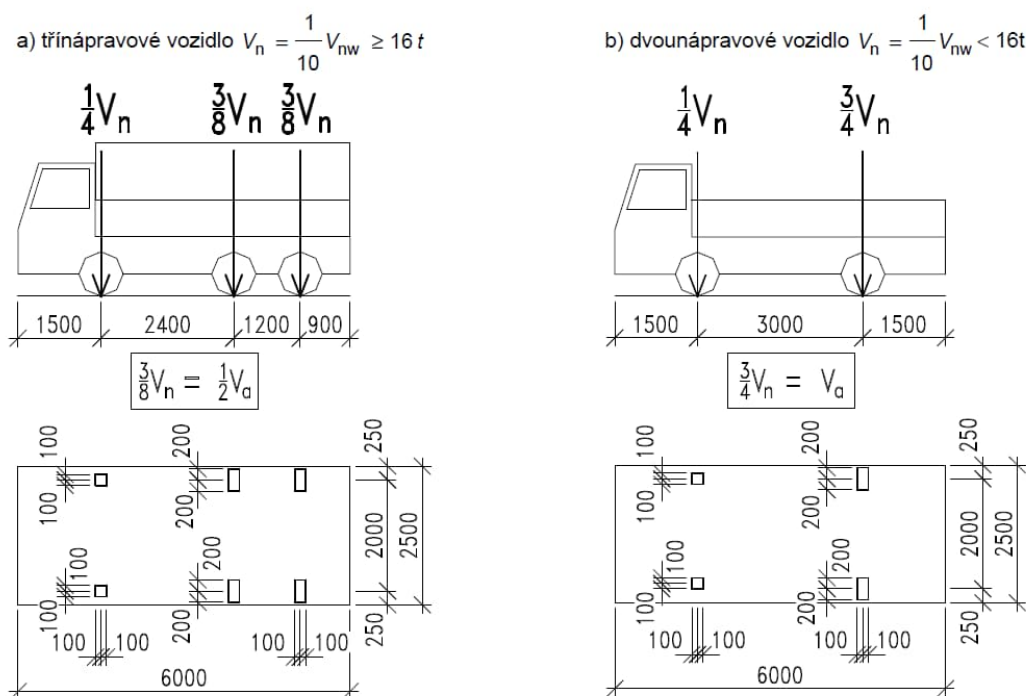 a) třínápravové vozidlo V_n = 1/10 V_nw ≥ 16 t
1/4 V_n 3/8 V_n 3/8 V_n
1500 2400 1200 900
3/8 V_n = 1/2 V_a
100 200 250
100 200 2000 2500
100 200
100 200 250
100 100 100 100
6000
b) dvounápravové vozidlo V_n = 1/10 V_nw < 16t
1/4 V_n 3/4 V_n
1500 3000 1500
3/4 V_n = V_a
100 200 250
100 200 2000 2500
100 200
100 200 250
100 100 100 100
6000